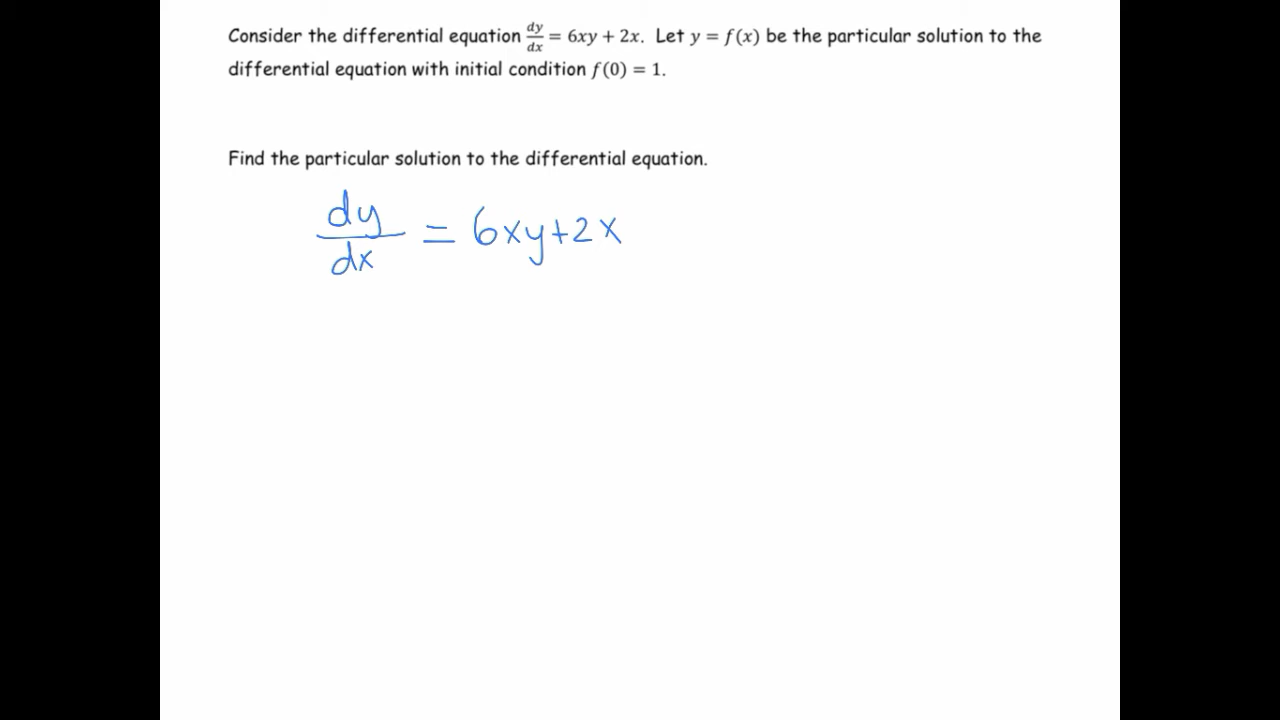 Consider the differential equation dy/dx = 6xy + 2x. Let y = f(x) be the particular solution to the
differential equation with initial condition f(0) = 1.
Find the particular solution to the differential equation.
dy/dx = 6xy+2x